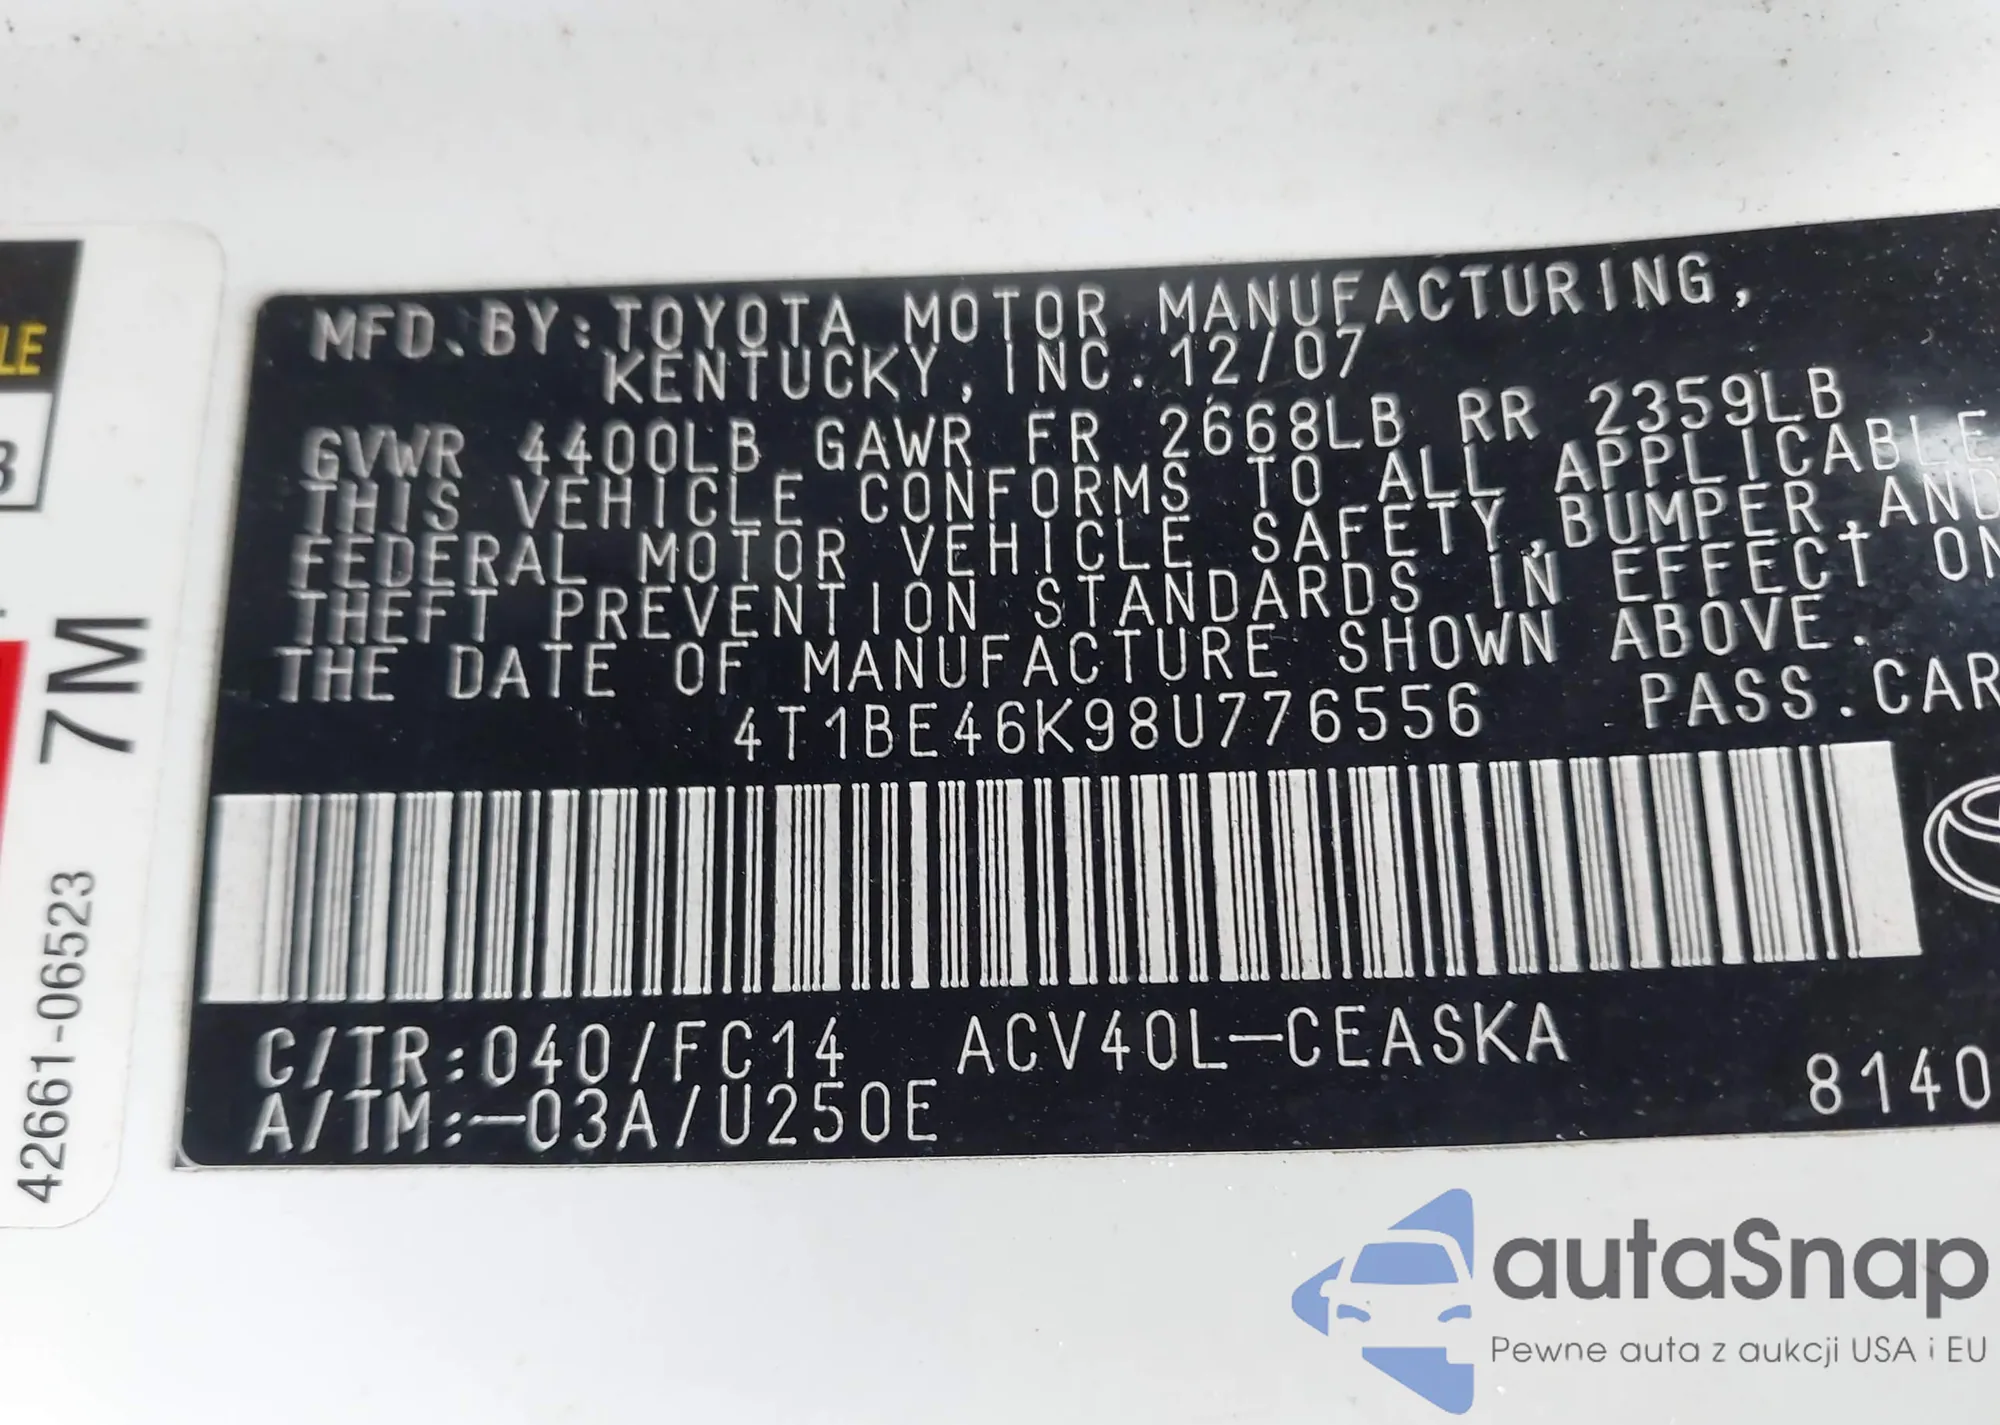 LE
3
7M
42661-06523
MFD.BY:TOYOTA MOTOR MANUFACTURING,
KENTUCKY, INC. 12/07
GVWR 4400LB GAWR FR 2668LB RR 2359LB
THIS VEHICLE CONFORMS TO ALL APPLICABLE
FEDERAL MOTOR VEHICLE SAFETY,BUMPER,AND
THEFT PREVENTION STANDARDS IN EFFECT ON
THE DATE OF MANUFACTURE SHOWN ABOVE.
4T1BE46K98U776556 PASS.CAR
C/TR:040/FC14 ACV40L-CEASKA
A/TM:-03A/U250E 8140
autaSnap
Pewne auta z aukcji USA i EU